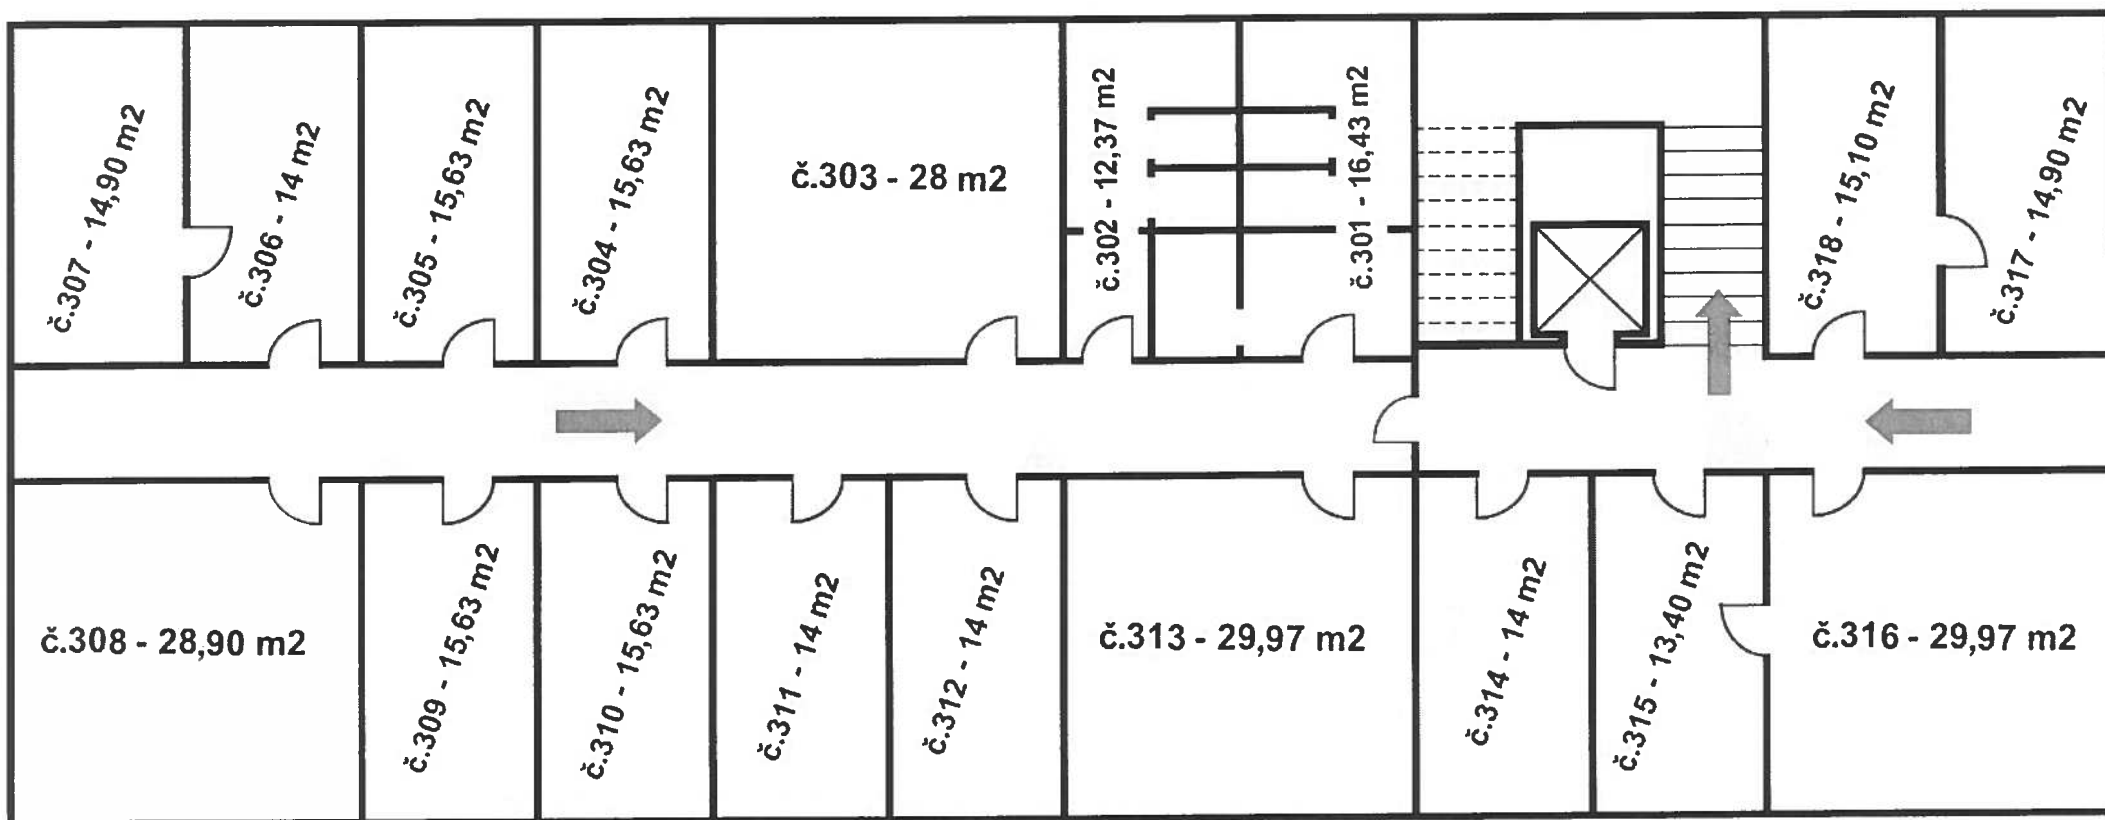 č.307 - 14,90 m2
č.306 - 14 m2
č.305 - 15,63 m2
č.304 - 15,63 m2
č.303 - 28 m2
č.302 - 12,37 m2
č.301 - 16,43 m2
č.318 - 15,10 m2
č.317 - 14,90 m2
č.308 - 28,90 m2
č.309 - 15,63 m2
č.310 - 15,63 m2
č.311 - 14 m2
č.312 - 14 m2
č.313 - 29,97 m2
č.314 - 14 m2
č.315 - 13,40 m2
č.316 - 29,97 m2